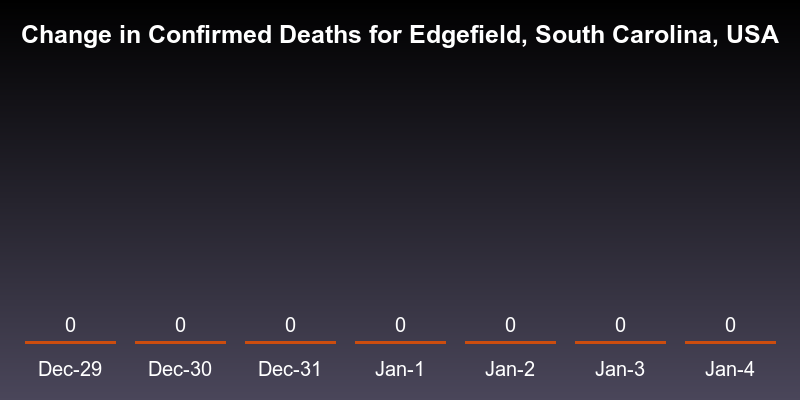 Change in Confirmed Deaths for Edgefield, South Carolina, USA
0 0 0 0 0 0 0
Dec-29 Dec-30 Dec-31 Jan-1 Jan-2 Jan-3 Jan-4